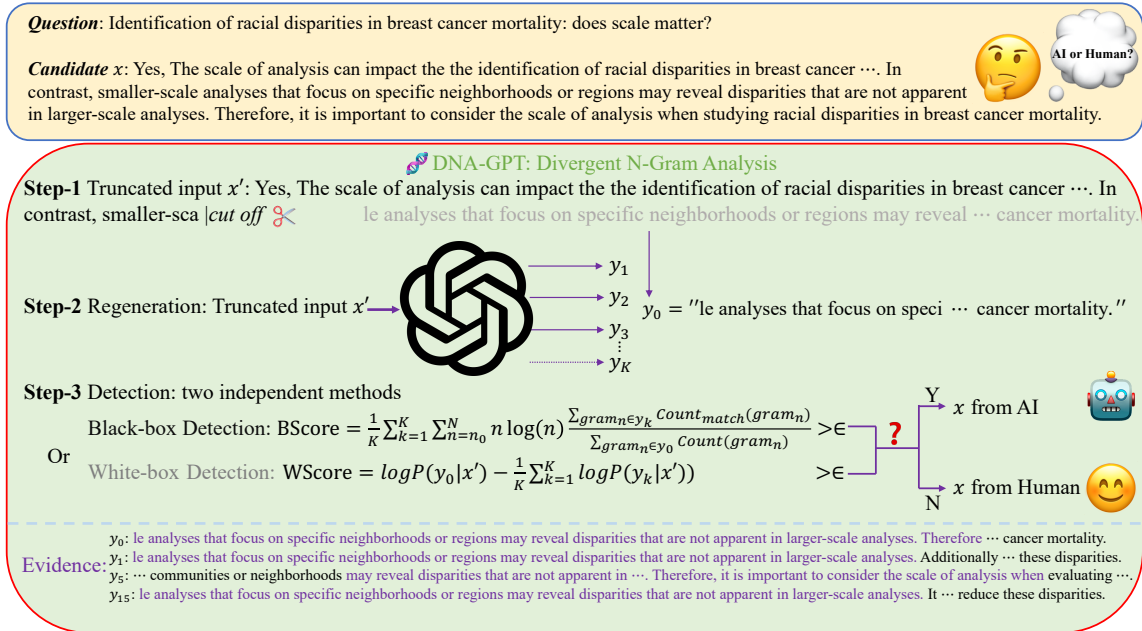 Question: Identification of racial disparities in breast cancer mortality: does scale matter?
AI or Human?
Candidate x: Yes, The scale of analysis can impact the the identification of racial disparities in breast cancer ⋯. In
contrast, smaller-scale analyses that focus on specific neighborhoods or regions may reveal disparities that are not apparent
in larger-scale analyses. Therefore, it is important to consider the scale of analysis when studying racial disparities in breast cancer mortality.
DNA-GPT: Divergent N-Gram Analysis
Step-1 Truncated input x′: Yes, The scale of analysis can impact the the identification of racial disparities in breast cancer ⋯. In
contrast, smaller-sca |cut off le analyses that focus on specific neighborhoods or regions may reveal ⋯ cancer mortality.
y₁
y₂
Step-2 Regeneration: Truncated input x′
y₀ = "le analyses that focus on speci ⋯ cancer mortality."
y₃
⋮
y_K
Step-3 Detection: two independent methods
Black-box Detection: BScore = 1/K ∑_{k=1}^{K} ∑_{n=n₀}^{N} n log(n) ∑_{gram_n∈y_k} Count_match(gram_n) / ∑_{gram_n∈y₀} Count(gram_n) >∈
Or
White-box Detection: WScore = logP(y₀|x′) − 1/K ∑_{k=1}^{K} logP(y_k|x′)) >∈
?
Y x from AI
N x from Human
Evidence:
y₀: le analyses that focus on specific neighborhoods or regions may reveal disparities that are not apparent in larger-scale analyses. Therefore ⋯ cancer mortality.
y₁: le analyses that focus on specific neighborhoods or regions may reveal disparities that are not apparent in larger-scale analyses. Additionally ⋯ these disparities.
y₅: ⋯ communities or neighborhoods may reveal disparities that are not apparent in ⋯. Therefore, it is important to consider the scale of analysis when evaluating ⋯.
y₁₅: le analyses that focus on specific neighborhoods or regions may reveal disparities that are not apparent in larger-scale analyses. It ⋯ reduce these disparities.